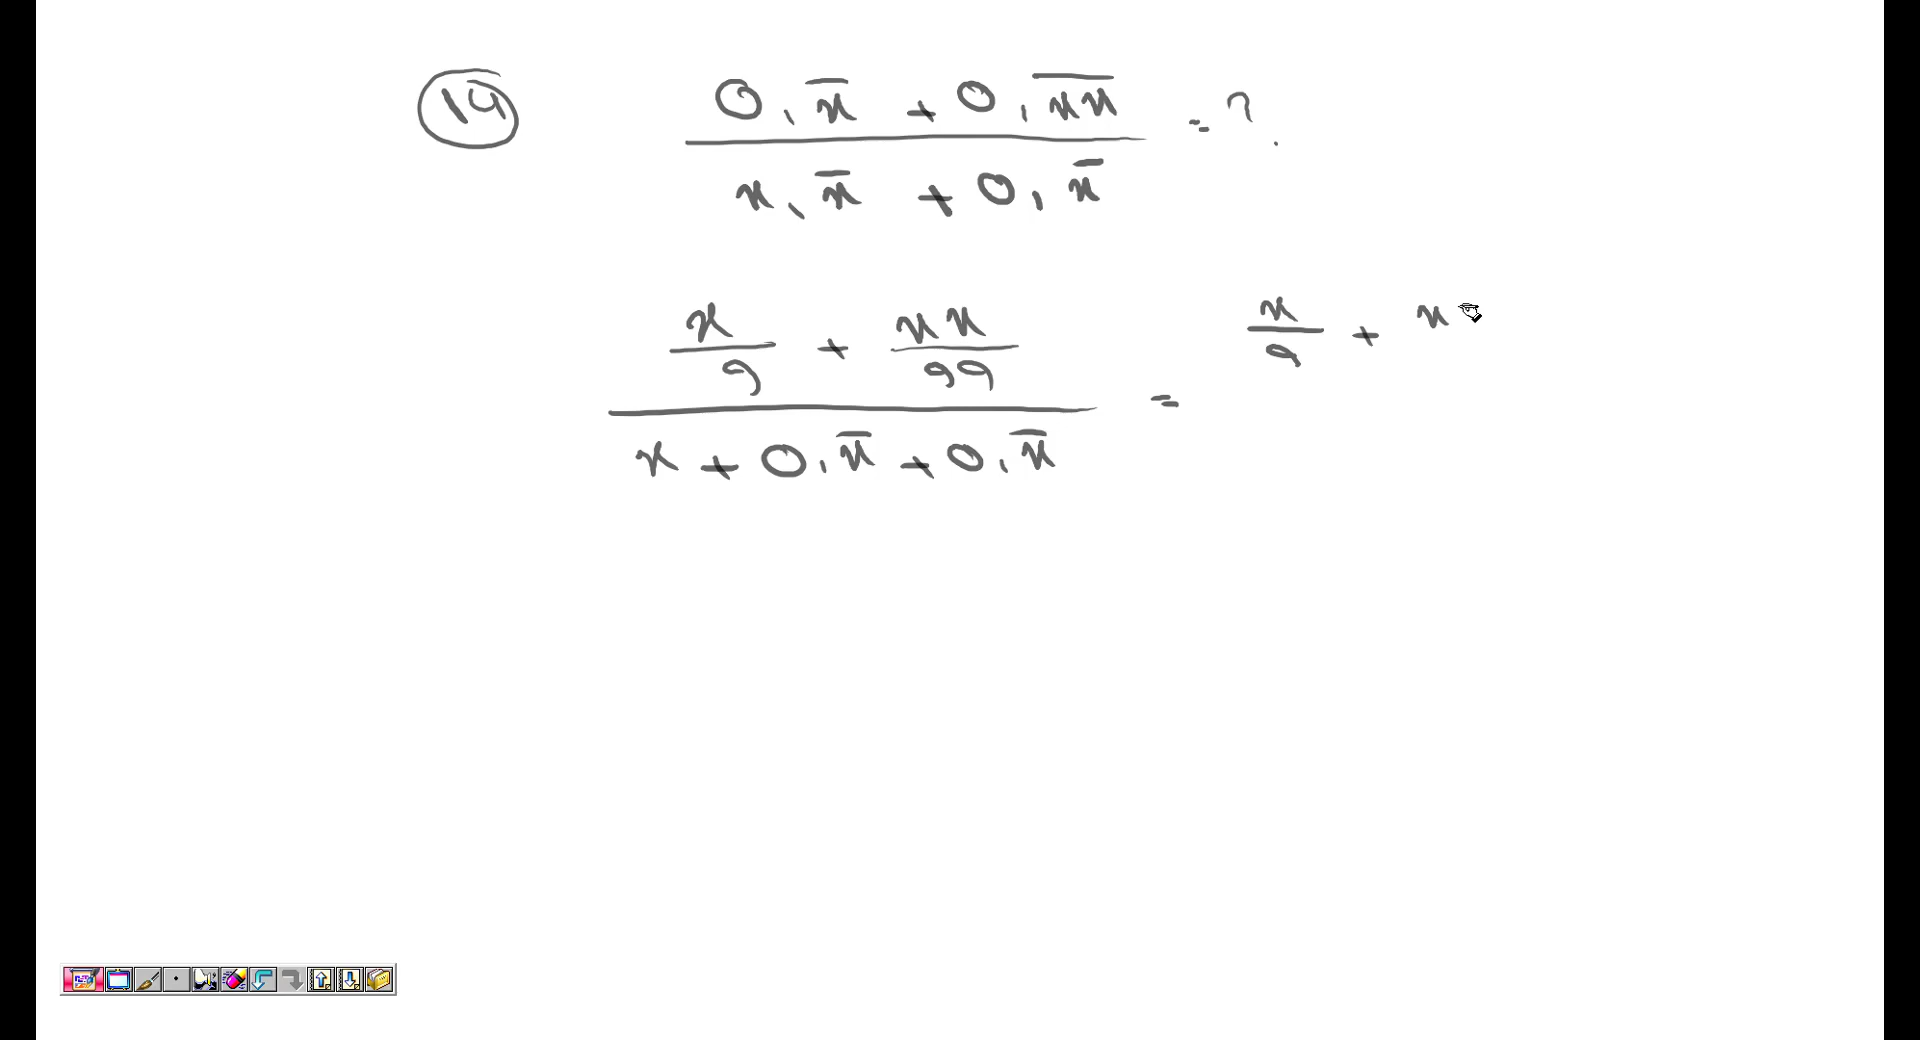 14
0,x̅ + 0,x̅x̅ = ?
x,x̅ + 0,x̅
x/9 + xx/99 = x/9 + x
x + 0,x̅ + 0,x̅